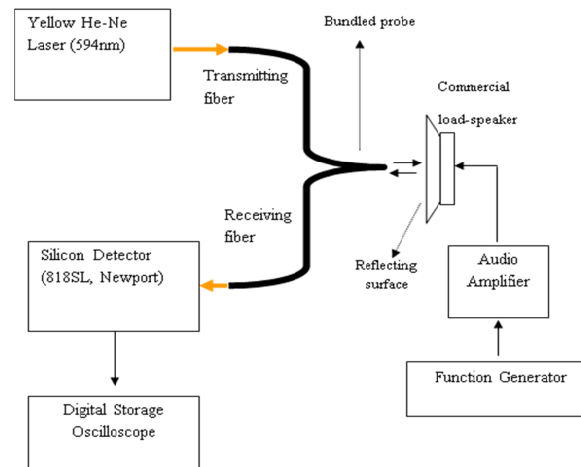 Yellow He-Ne
Laser (594nm)
Transmitting
fiber
Bundled probe
Commercial
load-speaker
Receiving
fiber
Reflecting
surface
Silicon Detector
(818SL, Newport)
Audio
Amplifier
Function Generator
Digital Storage
Oscilloscope